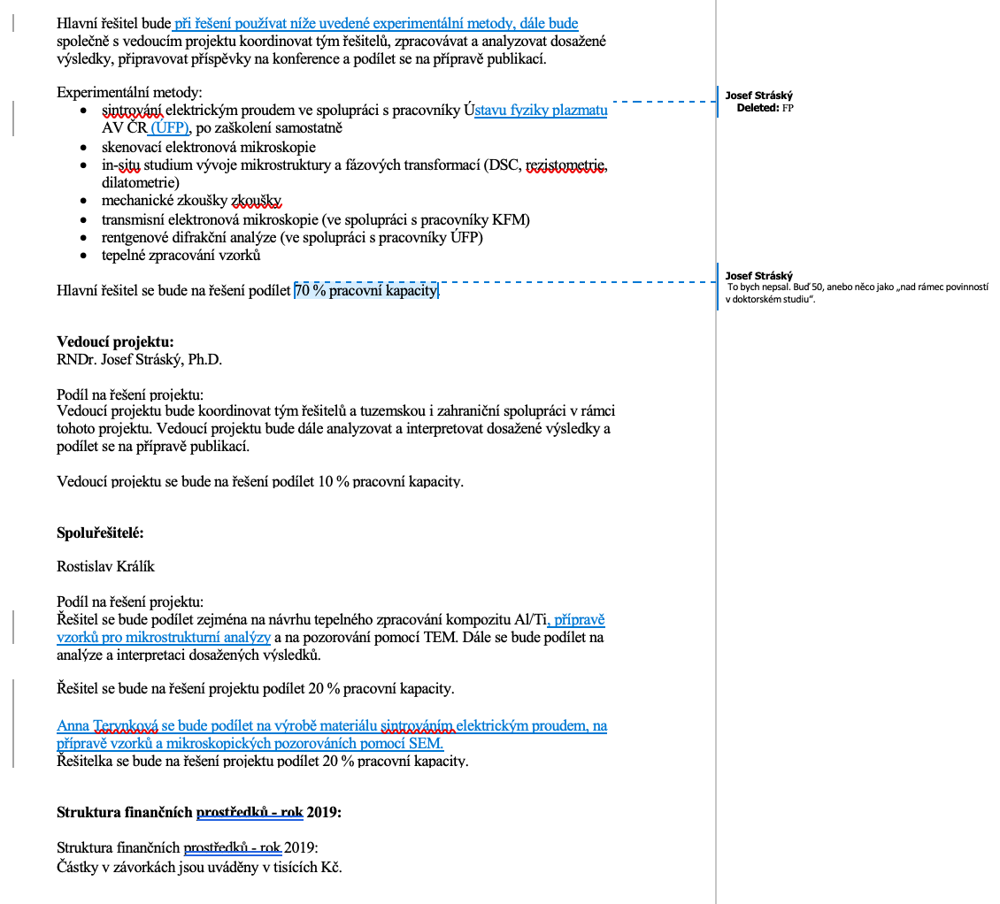 Hlavní řešitel bude při řešení používat níže uvedené experimentální metody, dále bude
společně s vedoucím projektu koordinovat tým řešitelů, zpracovávat a analyzovat dosažené
výsledky, připravovat příspěvky na konference a podílet se na přípravě publikací.
Experimentální metody:
• sintrování elektrickým proudem ve spolupráci s pracovníky Ústavu fyziky plazmatu
AV ČR (ÚFP), po zaškolení samostatně
Josef Stráský
Deleted: FP
• skenovací elektronová mikroskopie
• in-situ studium vývoje mikrostruktury a fázových transformací (DSC, rezistometrie,
dilatometrie)
• mechanické zkoušky zkoušky
• transmisní elektronová mikroskopie (ve spolupráci s pracovníky KFM)
• rentgenové difrakční analýze (ve spolupráci s pracovníky ÚFP)
• tepelné zpracování vzorků
Hlavní řešitel se bude na řešení podílet 70 % pracovní kapacity.
Josef Stráský
To bych nepsal. Buď 50, anebo něco jako „nad rámec povinností
v doktorském studiu“.
Vedoucí projektu:
RNDr. Josef Stráský, Ph.D.
Podíl na řešení projektu:
Vedoucí projektu bude koordinovat tým řešitelů a tuzemskou i zahraniční spolupráci v rámci
tohoto projektu. Vedoucí projektu bude dále analyzovat a interpretovat dosažené výsledky a
podílet se na přípravě publikací.
Vedoucí projektu se bude na řešení podílet 10 % pracovní kapacity.
Spoluřešitelé:
Rostislav Králík
Podíl na řešení projektu:
Řešitel se bude podílet zejména na návrhu tepelného zpracování kompozitu Al/Ti, přípravě
vzorků pro mikrostrukturní analýzy a na pozorování pomocí TEM. Dále se bude podílet na
analýze a interpretaci dosažených výsledků.
Řešitel se bude na řešení projektu podílet 20 % pracovní kapacity.
Anna Terynková se bude podílet na výrobě materiálu sintrováním elektrickým proudem, na
přípravě vzorků a mikroskopických pozorováních pomocí SEM.
Řešitelka se bude na řešení projektu podílet 20 % pracovní kapacity.
Struktura finančních prostředků - rok 2019:
Struktura finančních prostředků - rok 2019:
Částky v závorkách jsou uváděny v tisících Kč.